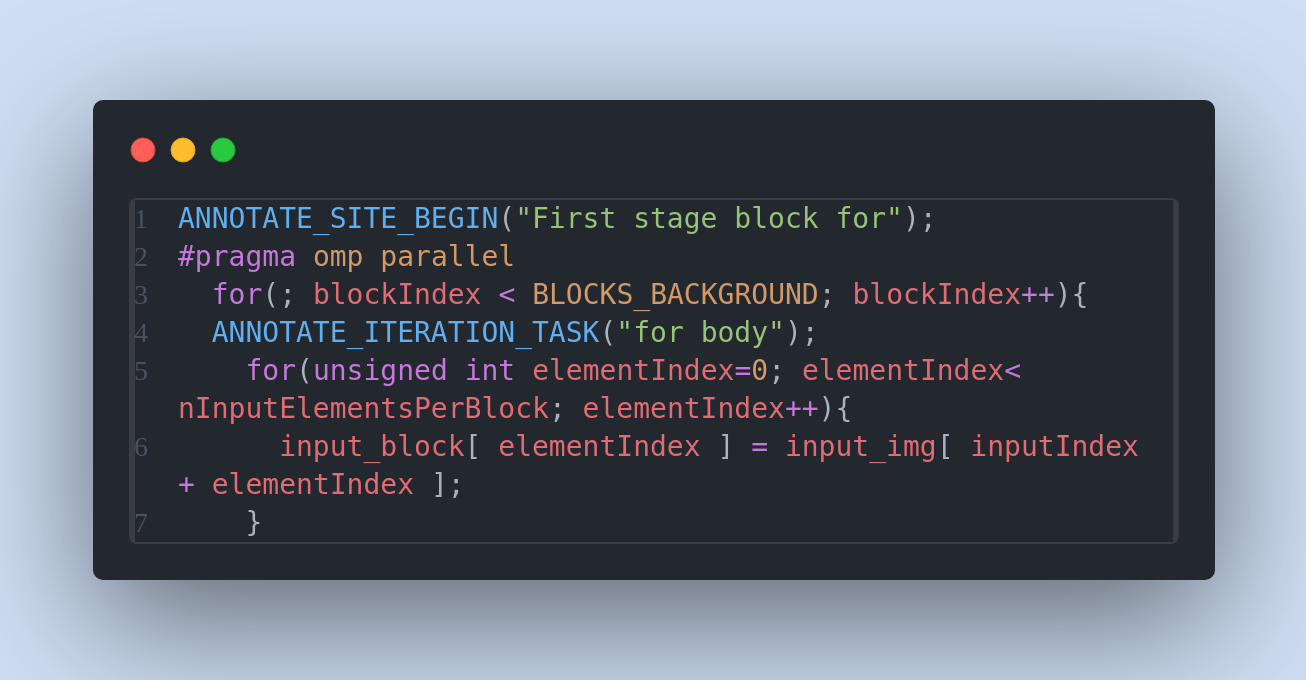 1 ANNOTATE_SITE_BEGIN("First stage block for");
2 #pragma omp parallel
3   for(; blockIndex < BLOCKS_BACKGROUND; blockIndex++){
4   ANNOTATE_ITERATION_TASK("for body");
5     for(unsigned int elementIndex=0; elementIndex<
nInputElementsPerBlock; elementIndex++){
6       input_block[ elementIndex ] = input_img[ inputIndex
+ elementIndex ];
7     }